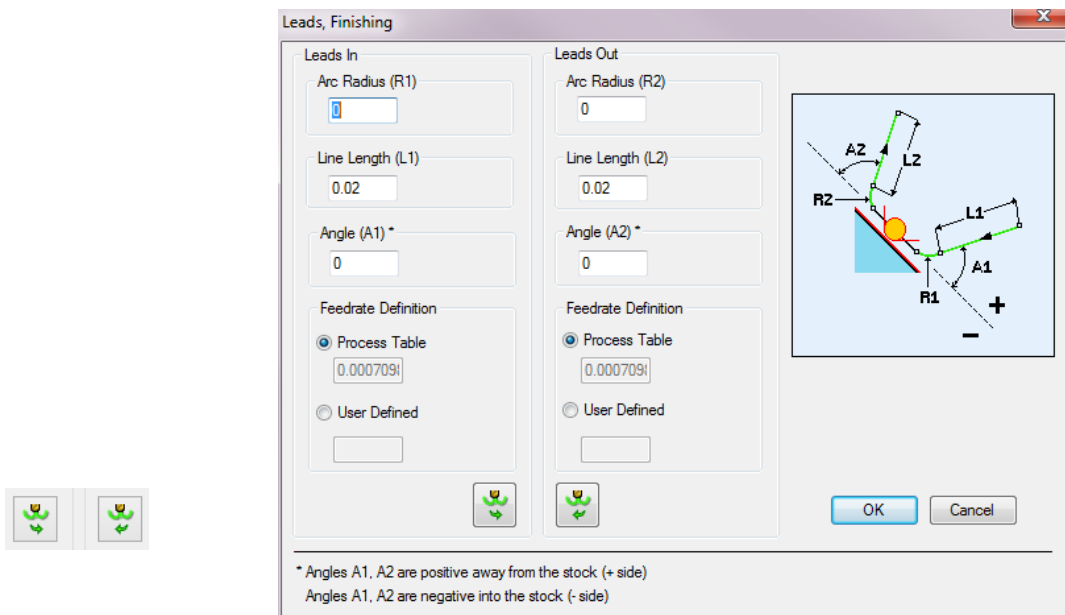 Leads, Finishing
x
Leads In
Leads Out
Arc Radius (R1)
Arc Radius (R2)
0
0
Line Length (L1)
Line Length (L2)
0.02
0.02
Angle (A1) *
Angle (A2) *
0
0
Feedrate Definition
Feedrate Definition
Process Table
Process Table
User Defined
User Defined
A2
L2
R2
L1
A1
R1
+
−
OK
Cancel
* Angles A1, A2 are positive away from the stock (+ side)
Angles A1, A2 are negative into the stock (- side)